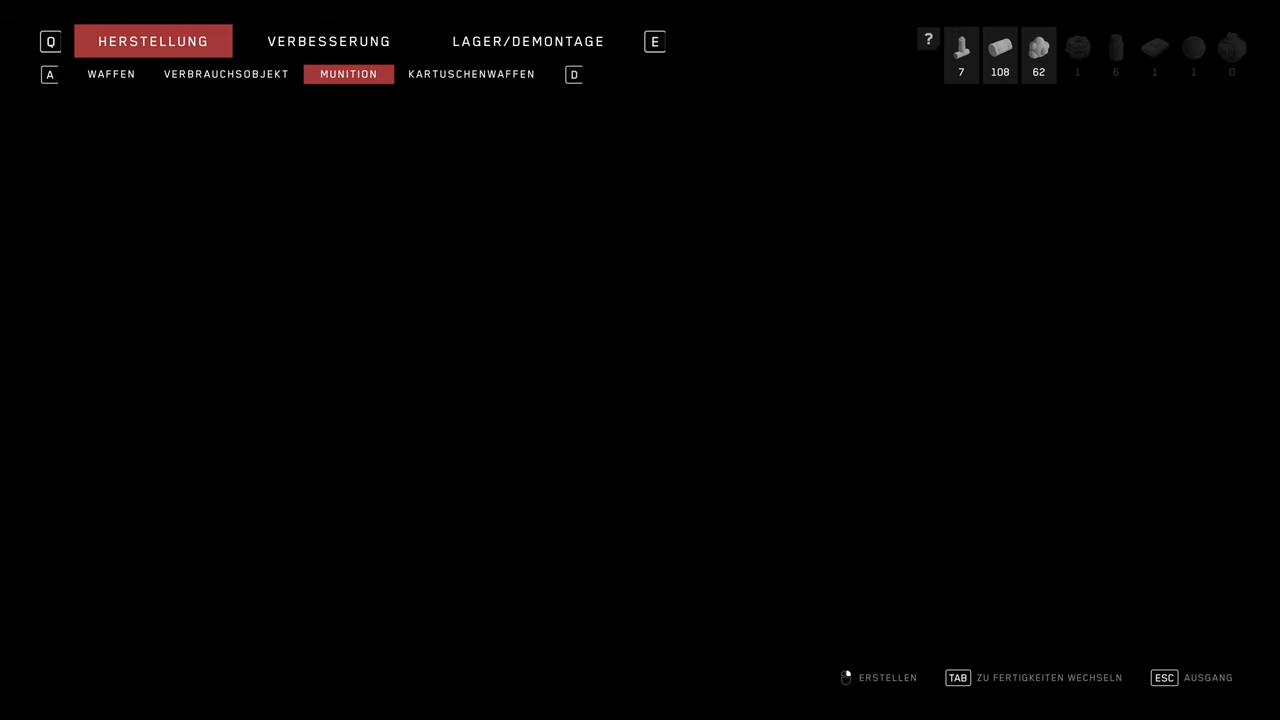 Q HERSTELLUNG VERBESSERUNG LAGER/DEMONTAGE E ?
A WAFFEN VERBRAUCHSOBJEKT MUNITION KARTUSCHENWAFFEN D
7 108 62 1 6 1 1 0
ERSTELLEN TAB ZU FERTIGKEITEN WECHSELN ESC AUSGANG